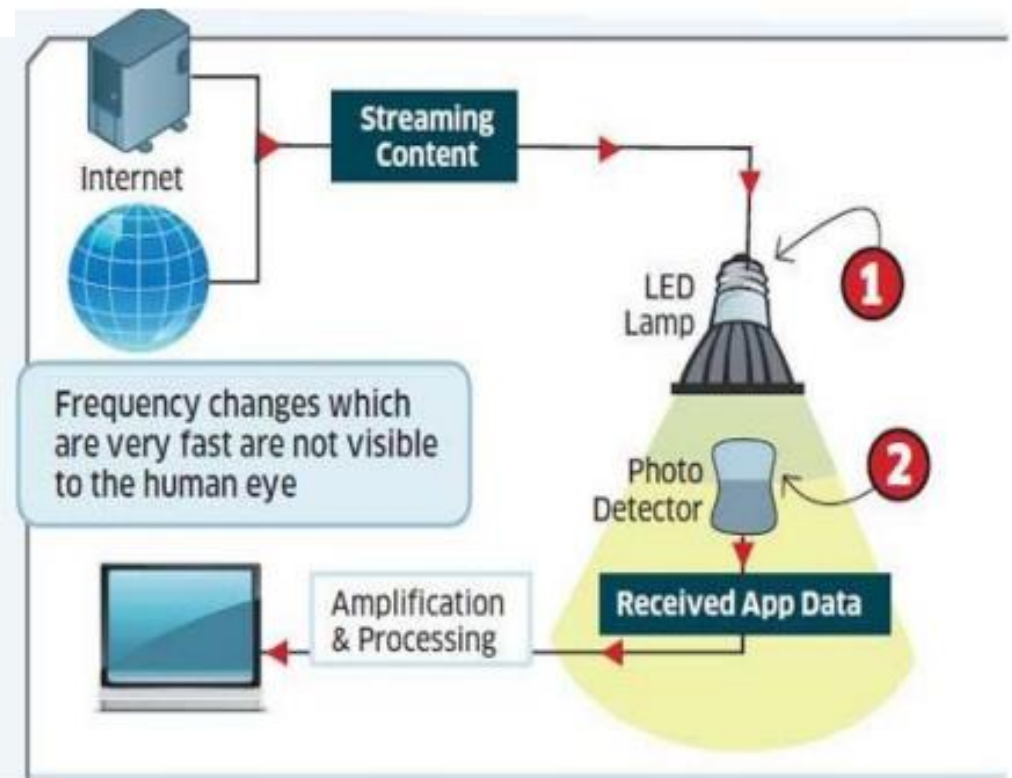 Internet
Streaming
Content
LED
Lamp
1
Frequency changes which
are very fast are not visible
to the human eye
Photo
Detector
2
Received App Data
Amplification
& Processing